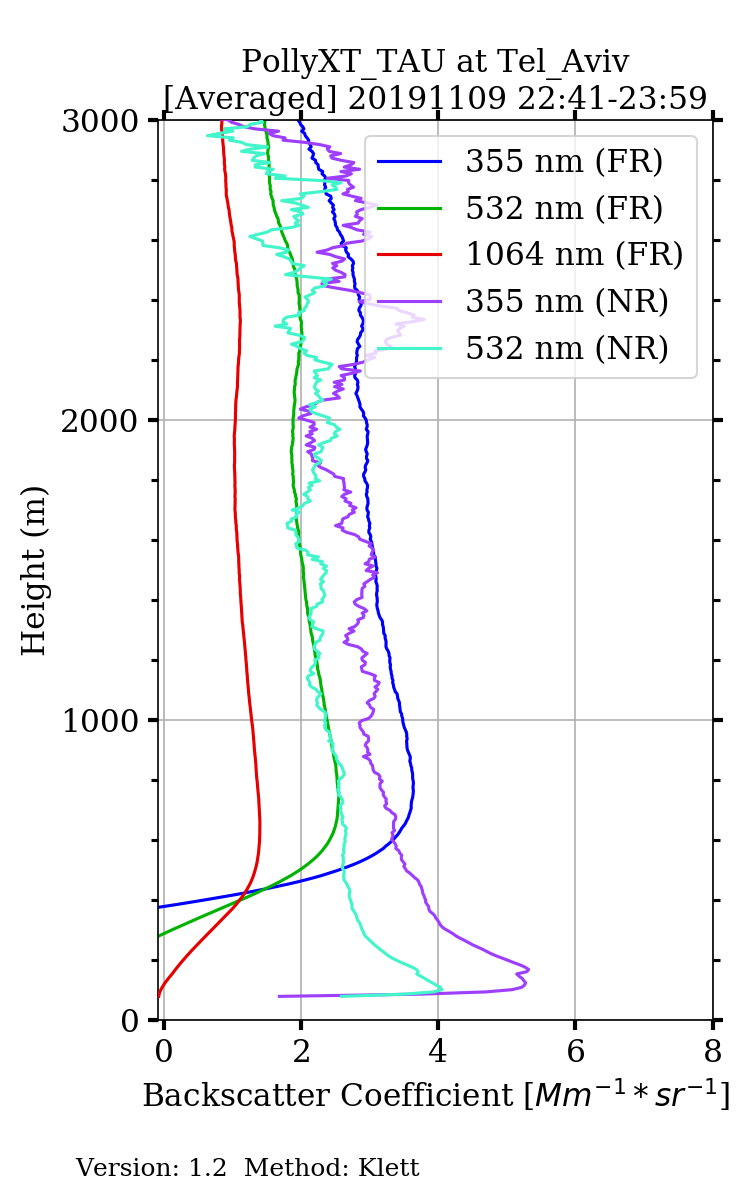 PollyXT_TAU at Tel_Aviv
[Averaged] 20191109 22:41-23:59
3000
355 nm (FR)
532 nm (FR)
1064 nm (FR)
355 nm (NR)
532 nm (NR)
2000
Height (m)
1000
0
0 2 4 6 8
Backscatter Coefficient [Mm⁻¹ * sr⁻¹]
Version: 1.2 Method: Klett